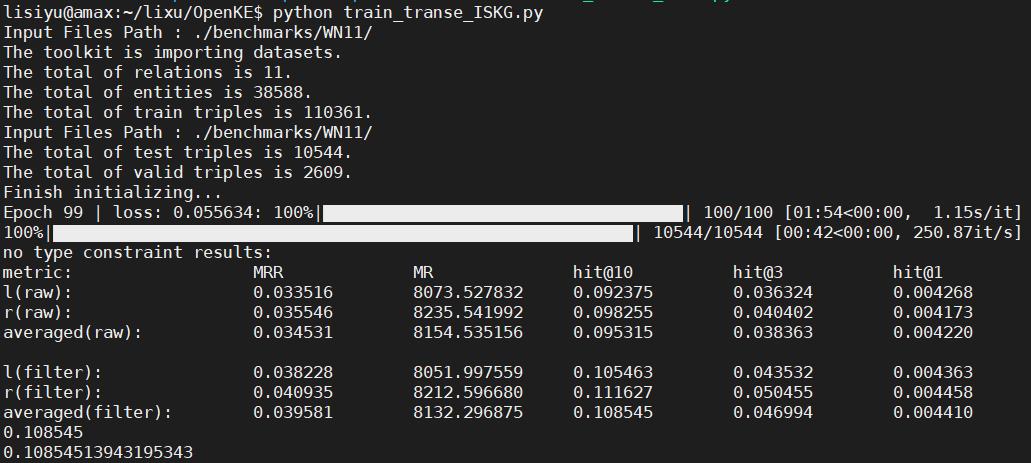 lisiyu@amax:~/lixu/OpenKE$ python train_transe_ISKG.py
Input Files Path : ./benchmarks/WN11/
The toolkit is importing datasets.
The total of relations is 11.
The total of entities is 38588.
The total of train triples is 110361.
Input Files Path : ./benchmarks/WN11/
The total of test triples is 10544.
The total of valid triples is 2609.
Finish initializing...
Epoch 99 | loss: 0.055634: 100%|██████████| 100/100 [01:54<00:00,  1.15s/it]
100%|██████████| 10544/10544 [00:42<00:00, 250.87it/s]
no type constraint results:
metric: MRR MR hit@10 hit@3 hit@1
l(raw): 0.033516 8073.527832 0.092375 0.036324 0.004268
r(raw): 0.035546 8235.541992 0.098255 0.040402 0.004173
averaged(raw): 0.034531 8154.535156 0.095315 0.038363 0.004220
l(filter): 0.038228 8051.997559 0.105463 0.043532 0.004363
r(filter): 0.040935 8212.596680 0.111627 0.050455 0.004458
averaged(filter): 0.039581 8132.296875 0.108545 0.046994 0.004410
0.108545
0.10854513943195343